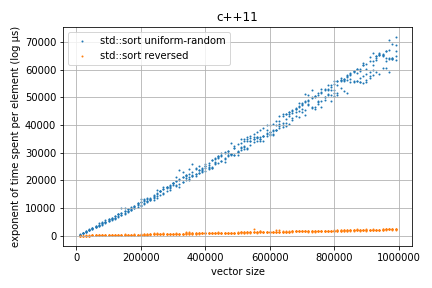 c++11
std::sort uniform-random
std::sort reversed
exponent of time spent per element (log µs)
70000
60000
50000
40000
30000
20000
10000
0
0 200000 400000 600000 800000 1000000
vector size